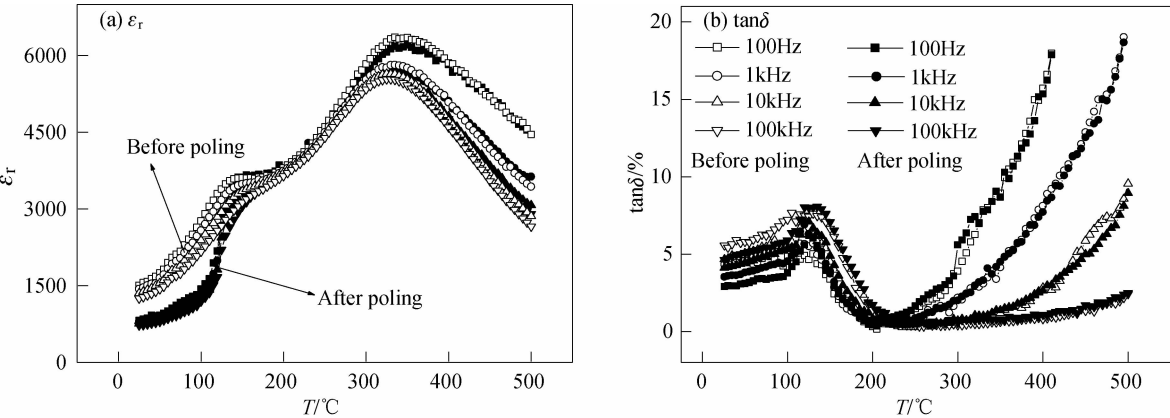 (a) εr
6000
4500
3000
1500
0
εr
Before poling
After poling
0 100 200 300 400 500
T/℃
(b) tanδ
20
15
10
5
0
tanδ/%
100Hz 100Hz
1kHz 1kHz
10kHz 10kHz
100kHz 100kHz
Before poling After poling
0 100 200 300 400 500
T/℃